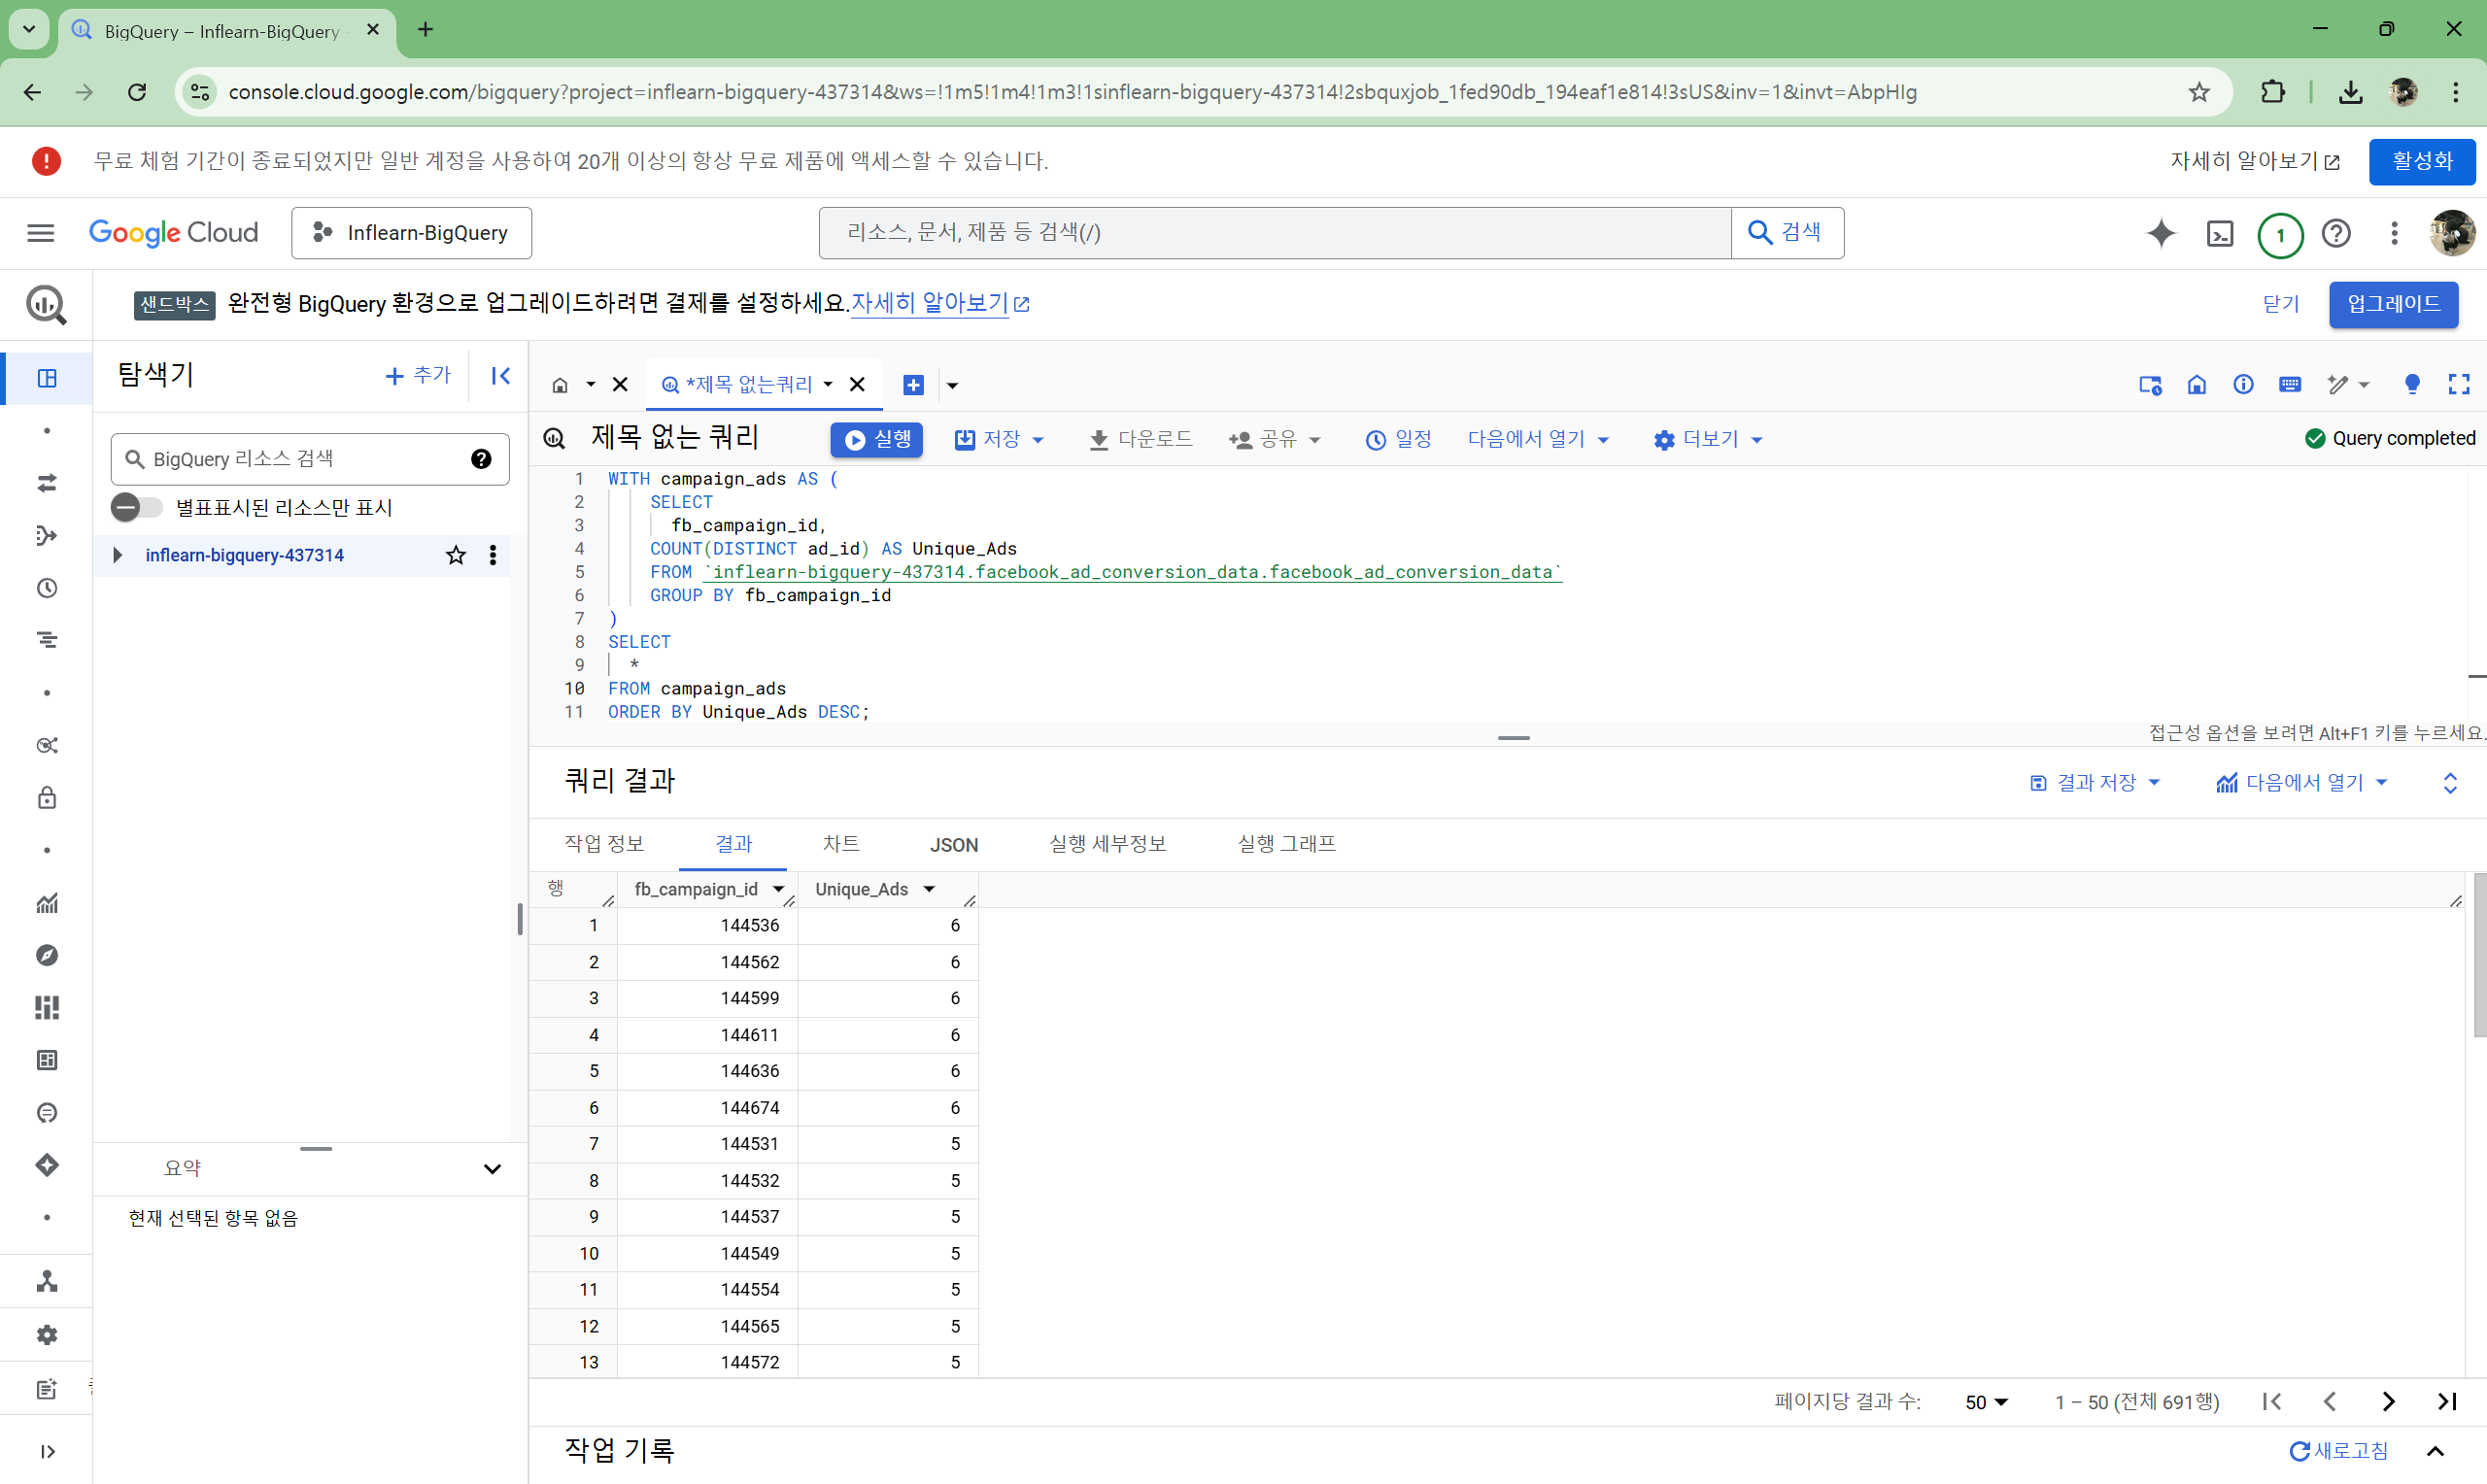 BigQuery – Inflearn-BigQuery
console.cloud.google.com/bigquery?project=inflearn-bigquery-437314&ws=!1m5!1m4!1m3!1sinflearn-bigquery-437314!2sbquxjob_1fed90db_194eaf1e814!3sUS&inv=1&invt=AbpHIg
무료 체험 기간이 종료되었지만 일반 계정을 사용하여 20개 이상의 항상 무료 제품에 액세스할 수 있습니다.
자세히 알아보기
활성화
Google Cloud
Inflearn-BigQuery
리소스, 문서, 제품 등 검색(/)
검색
1
샌드박스 완전형 BigQuery 환경으로 업그레이드하려면 결제를 설정하세요.자세히 알아보기
닫기
업그레이드
탐색기
추가
*제목 없는쿼리
BigQuery 리소스 검색
별표표시된 리소스만 표시
inflearn-bigquery-437314
제목 없는 쿼리
실행
저장
다운로드
공유
일정
다음에서 열기
더보기
Query completed
1 WITH campaign_ads AS (
2 SELECT
3 fb_campaign_id,
4 COUNT(DISTINCT ad_id) AS Unique_Ads
5 FROM `inflearn-bigquery-437314.facebook_ad_conversion_data.facebook_ad_conversion_data`
6 GROUP BY fb_campaign_id
7 )
8 SELECT
9 *
10 FROM campaign_ads
11 ORDER BY Unique_Ads DESC;
접근성 옵션을 보려면 Alt+F1 키를 누르세요.
쿼리 결과
결과 저장
다음에서 열기
작업 정보
결과
차트
JSON
실행 세부정보
실행 그래프
행 fb_campaign_id Unique_Ads
1 144536 6
2 144562 6
3 144599 6
4 144611 6
5 144636 6
6 144674 6
7 144531 5
8 144532 5
9 144537 5
10 144549 5
11 144554 5
12 144565 5
13 144572 5
요약
현재 선택된 항목 없음
페이지당 결과 수:
50
1 – 50 (전체 691행)
작업 기록
새로고침